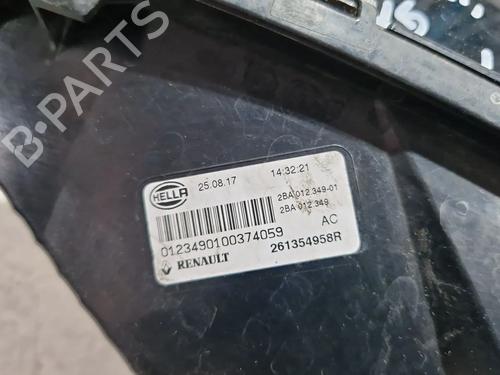 B-PARTS
HELLA
25.08.17 14:32:21
2BA 012.349-01
2BA 012.349
0123490100374059 AC
RENAULT 261354958R